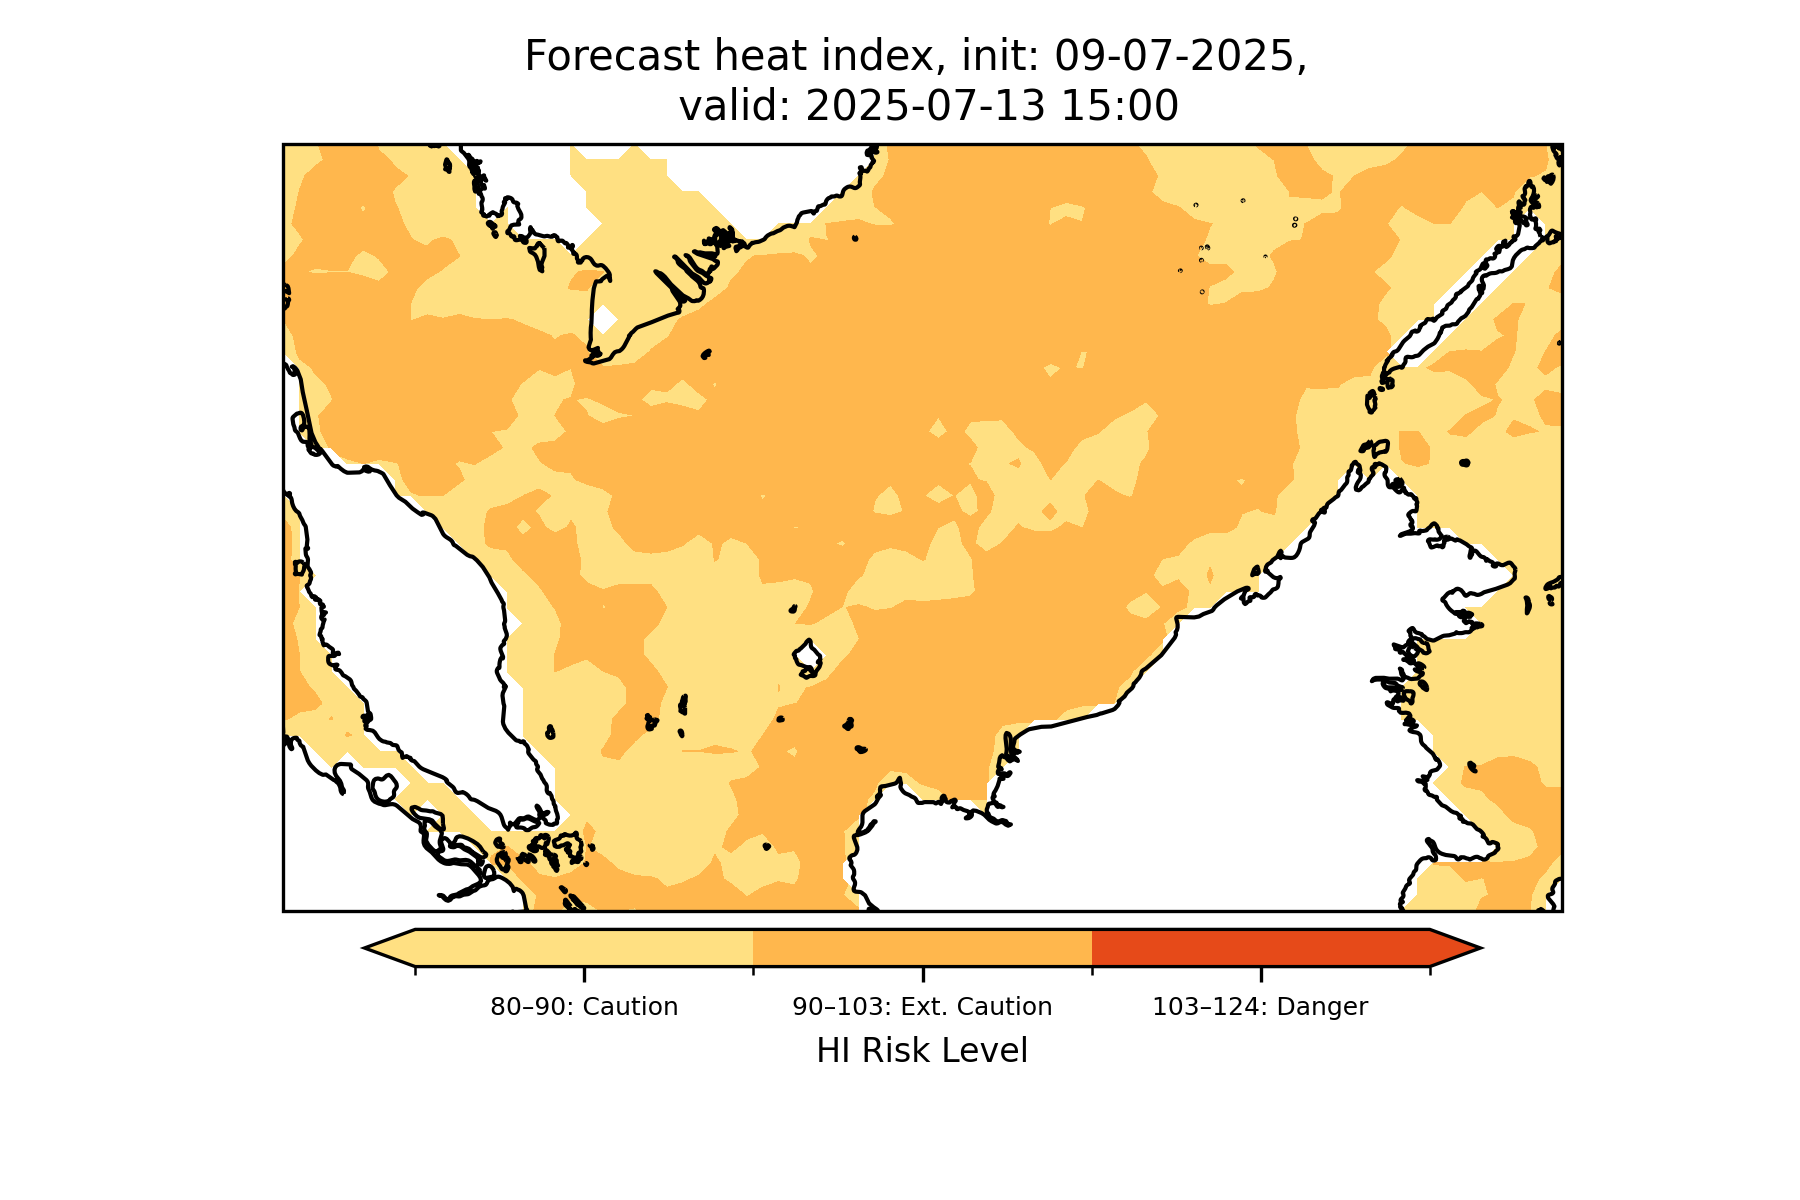 Forecast heat index, init: 09-07-2025,
valid: 2025-07-13 15:00
80–90: Caution
90–103: Ext. Caution
103–124: Danger
HI Risk Level